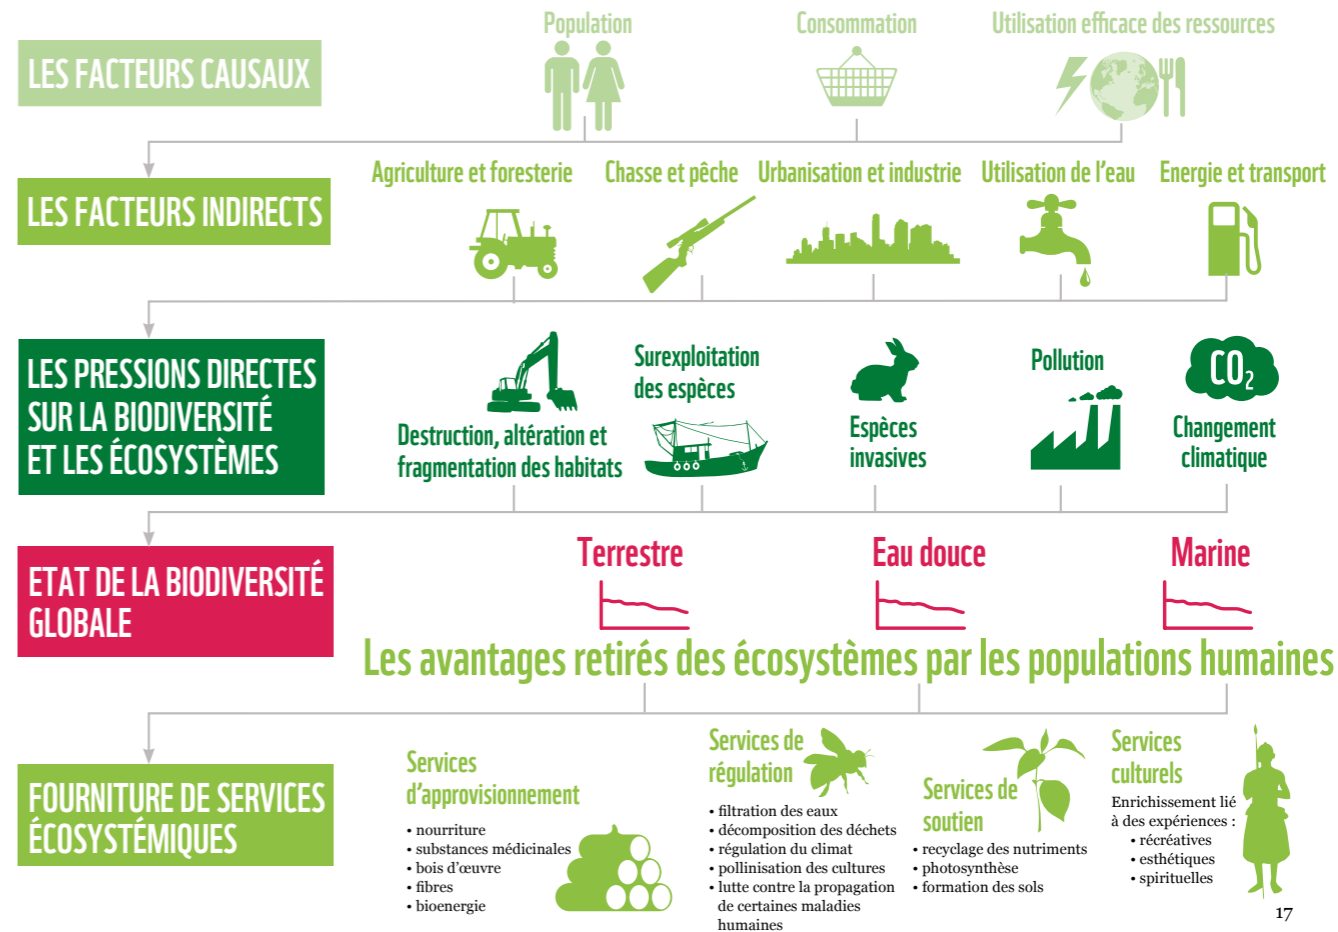 Population
Consommation
Utilisation efficace des ressources
LES FACTEURS CAUSAUX
Agriculture et foresterie
Chasse et pêche
Urbanisation et industrie
Utilisation de l'eau
Energie et transport
LES FACTEURS INDIRECTS
LES PRESSIONS DIRECTES
SUR LA BIODIVERSITÉ
ET LES ÉCOSYSTÈMES
Destruction, altération et
fragmentation des habitats
Surexploitation
des espèces
Espèces
invasives
Pollution
CO2
Changement
climatique
ETAT DE LA BIODIVERSITÉ
GLOBALE
Terrestre
Eau douce
Marine
Les avantages retirés des écosystèmes par les populations humaines
FOURNITURE DE SERVICES
ÉCOSYSTÉMIQUES
Services
d'approvisionnement
• nourriture
• substances médicinales
• bois d'œuvre
• fibres
• bioenergie
Services de
régulation
• filtration des eaux
• décomposition des déchets
• régulation du climat
• pollinisation des cultures
• lutte contre la propagation
de certaines maladies
humaines
Services de
soutien
• recyclage des nutriments
• photosynthèse
• formation des sols
Services
culturels
Enrichissement lié
à des expériences :
• récréatives
• esthétiques
• spirituelles
17